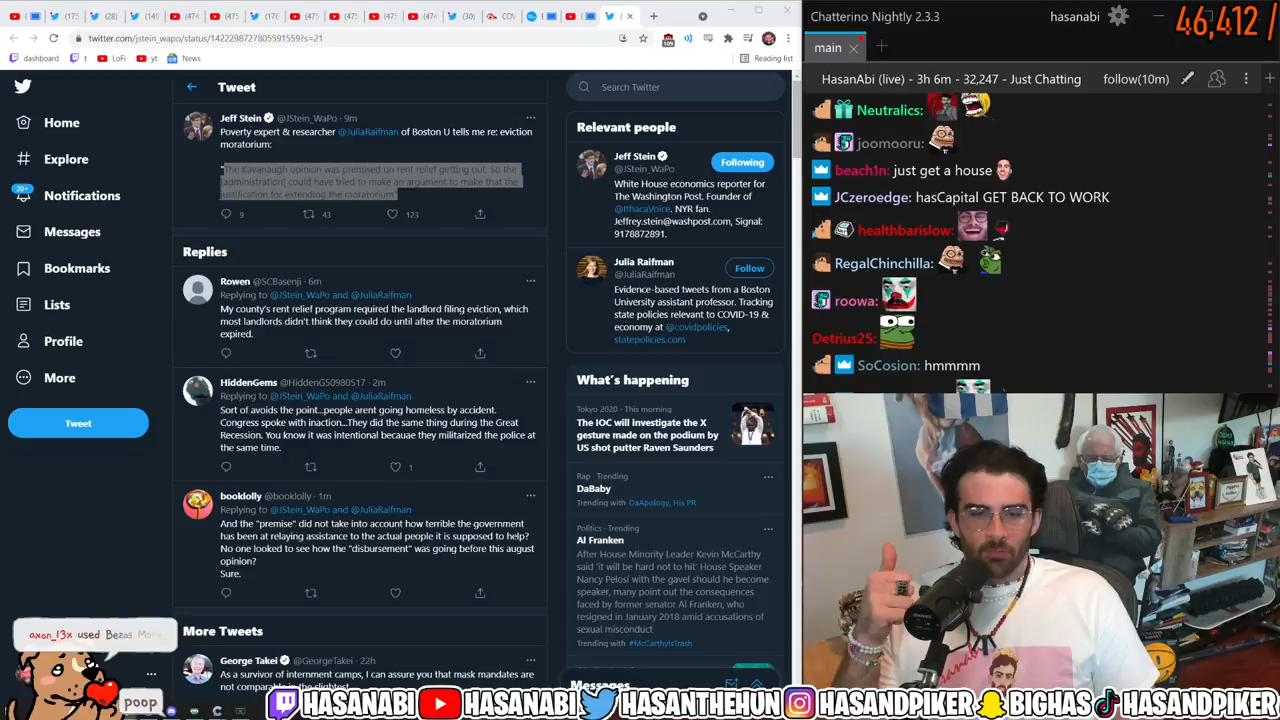 twitter.com/jstein_wapo/status/1422298727805591559?s=21
dashboard
t
LoFi
yt
News
Reading list
Home
Explore
20+
Notifications
Messages
Bookmarks
Lists
Profile
More
Tweet
Tweet
Jeff Stein @JStein_WaPo · 9m
Poverty expert & researcher @JuliaRaifman of Boston U tells me re: eviction
moratorium:
"The Kavanaugh opinion was premised on rent relief getting out. So the
[administration] could have tried to make an argument to make that the
justification for extending the moratorium"
9
43
123
Replies
Rowen @SCBasenji · 6m
Replying to @JStein_WaPo and @JuliaRaifman
My county's rent relief program required the landlord filing eviction, which
most landlords didn't think they could do until after the moratorium
expired.
HiddenGems @HiddenG50980517 · 2m
Replying to @JStein_WaPo and @JuliaRaifman
Sort of avoids the point...people arent going homeless by accident.
Congress spoke with inaction...They did the same thing during the Great
Recession. You know it was intentional becauae they militarized the police at
the same time.
1
booklolly @booklolly · 1m
Replying to @JStein_WaPo and @JuliaRaifman
And the "premise" did not take into account how terrible the government
has been at relaying assistance to the actual people it is supposed to help?
No one looked to see how the "disbursement" was going before this august
opinion?
Sure.
More Tweets
George Takei @GeorgeTakei · 22h
As a survivor of internment camps, I can assure you that mask mandates are
not comparable in the slightest.
Search Twitter
Relevant people
Jeff Stein
@JStein_WaPo
Following
White House economics reporter for
The Washington Post. Founder of
@IthacaVoice. NYR fan.
Jeffrey.stein@washpost.com, Signal:
9178872891.
Julia Raifman
@JuliaRaifman
Follow
Evidence-based tweets from a Boston
University assistant professor. Tracking
state policies relevant to COVID-19 &
economy at @covidpolicies,
statepolicies.com
What's happening
Tokyo 2020 · This morning
The IOC will investigate the X
gesture made on the podium by
US shot putter Raven Saunders
Rap · Trending
DaBaby
Trending with DaApology, His PR
Politics · Trending
Al Franken
After House Minority Leader Kevin McCarthy
said 'it will be hard not to hit' House Speaker
Nancy Pelosi with the gavel should he become
speaker, many point out the consequences
faced by former senator Al Franken, who
resigned in January 2018 amid accusations of
sexual misconduct
Trending with #McCarthyIsTrash
Messages
Chatterino Nightly 2.3.3
hasanabi
46,412 /
main
HasanAbi (live) - 3h 6m - 32,247 - Just Chatting
follow(10m)
Neutralics:
joomooru:
beach1n: just get a house
JCzeroedge: hasCapital GET BACK TO WORK
healthbarislow:
RegalChinchilla:
roowa:
Detrius25:
SoCosion: hmmmm
axon_13x used Bezos
poop
HASANABI
HASANABI
HASANTHEHUN
HASANDPIKER
BIGHAS
HASANDPIKER